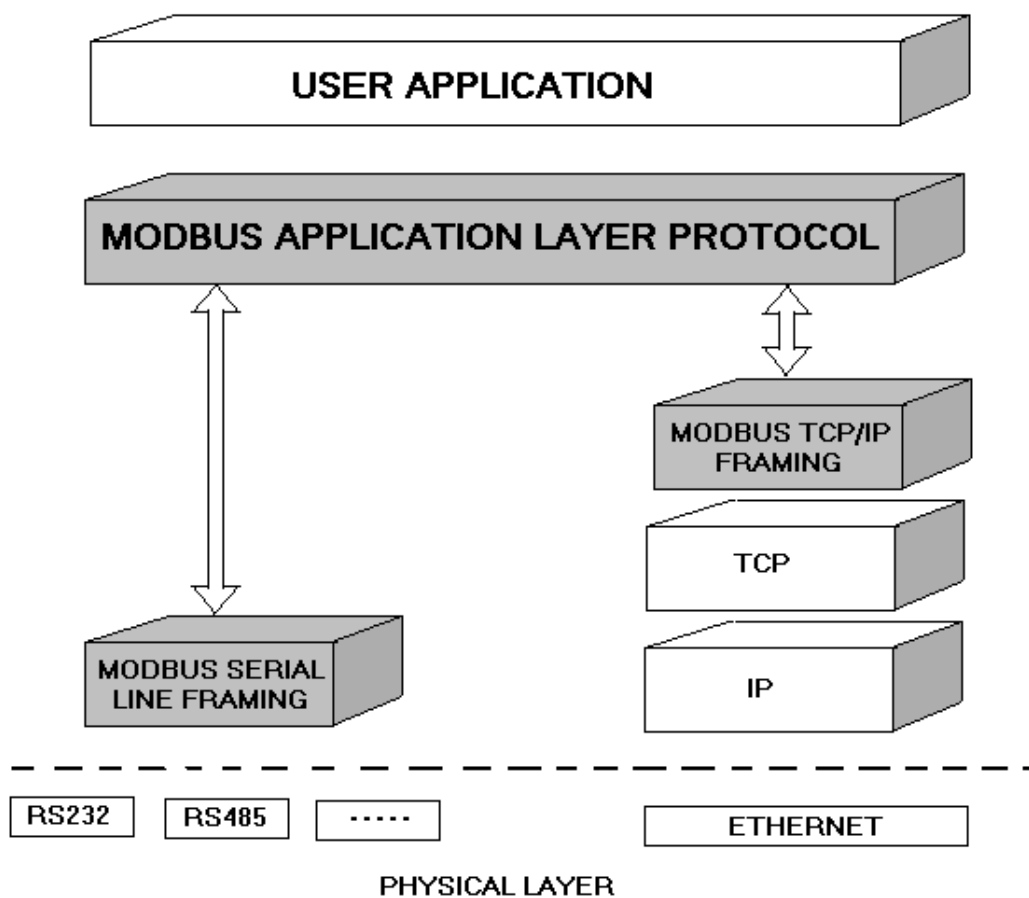 USER APPLICATION
MODBUS APPLICATION LAYER PROTOCOL
MODBUS TCP/IP
FRAMING
TCP
MODBUS SERIAL
LINE FRAMING
IP
RS232
RS485
.....
ETHERNET
PHYSICAL LAYER